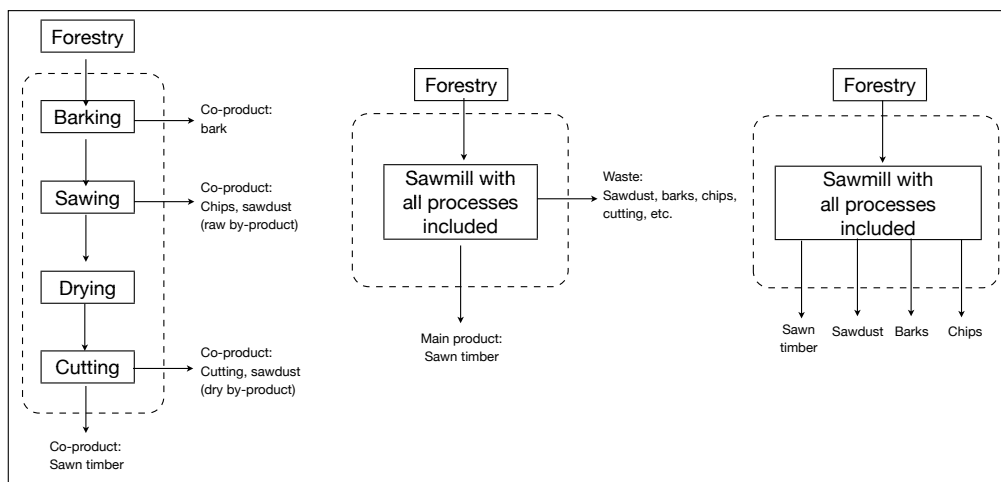 Forestry
Barking
Co-product:
bark
Sawing
Co-product:
Chips, sawdust
(raw by-product)
Drying
Cutting
Co-product:
Cutting, sawdust
(dry by-product)
Co-product:
Sawn timber
Forestry
Sawmill with
all processes
included
Waste:
Sawdust, barks, chips,
cutting, etc.
Main product:
Sawn timber
Forestry
Sawmill with
all processes
included
Sawn
timber
Sawdust
Barks
Chips